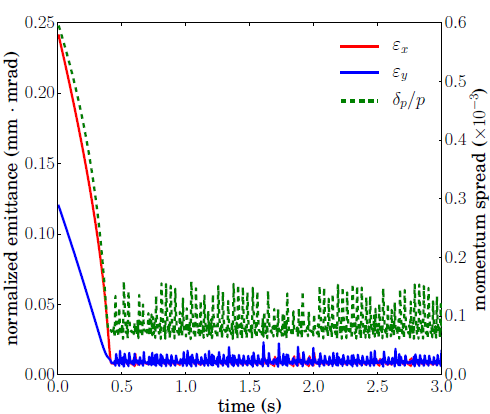 0.25
0.20
0.15
0.10
0.05
0.00
normalized emittance (mm · mrad)
0.0 0.5 1.0 1.5 2.0 2.5 3.0
time (s)
0.6
0.5
0.4
0.3
0.2
0.1
0.0
momentum spread (×10⁻³)
εₓ
ε_y
δ_p/p